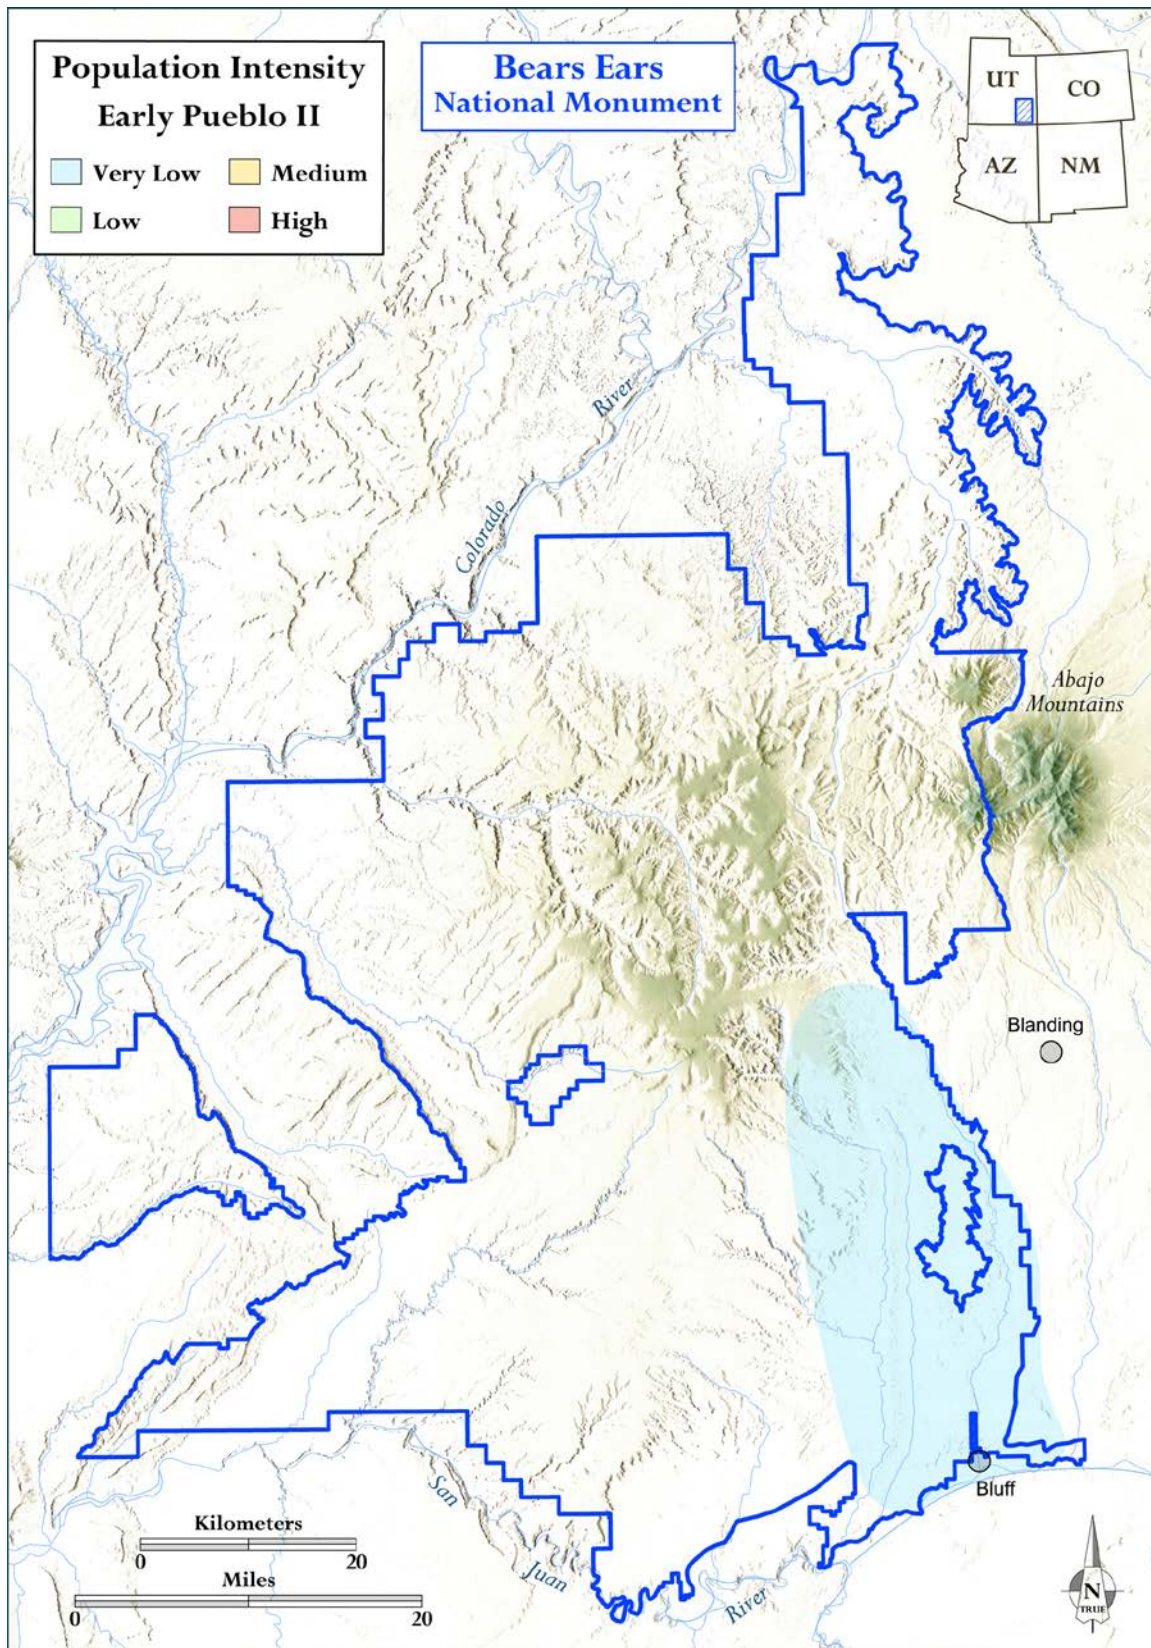 Population Intensity
Early Pueblo II
Very Low
Medium
Low
High
Bears Ears
National Monument
UT
CO
AZ
NM
River
Colorado
Abajo
Mountains
Blanding
Bluff
San
Juan
River
Kilometers
0
20
Miles
0
20
N
TRUE